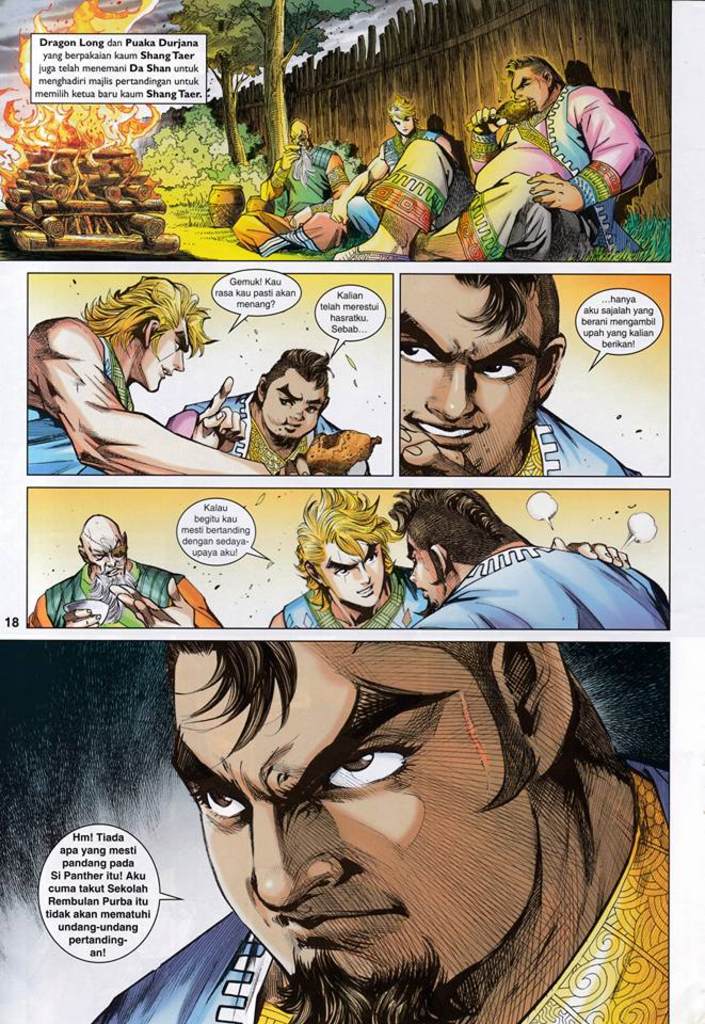 Dragon Long dan Puaka Durjana
yang berpakaian kaum Shang Taer
juga telah menemani Da Shan untuk
menghadiri majlis pertandingan untuk
memilih ketua baru kaum Shang Taer.
Gemuk! Kau
rasa kau pasti akan
menang?
Kalian
telah merestui
hasratku.
Sebab...
...hanya
aku sajalah yang
berani mengambil
upah yang kalian
berikan!
Kalau
begitu kau
mesti bertanding
dengan sedaya-
upaya aku!
18
Hm! Tiada
apa yang mesti
pandang pada
Si Panther itu! Aku
cuma takut Sekolah
Rembulan Purba itu
tidak akan mematuhi
undang-undang
pertanding-
an!